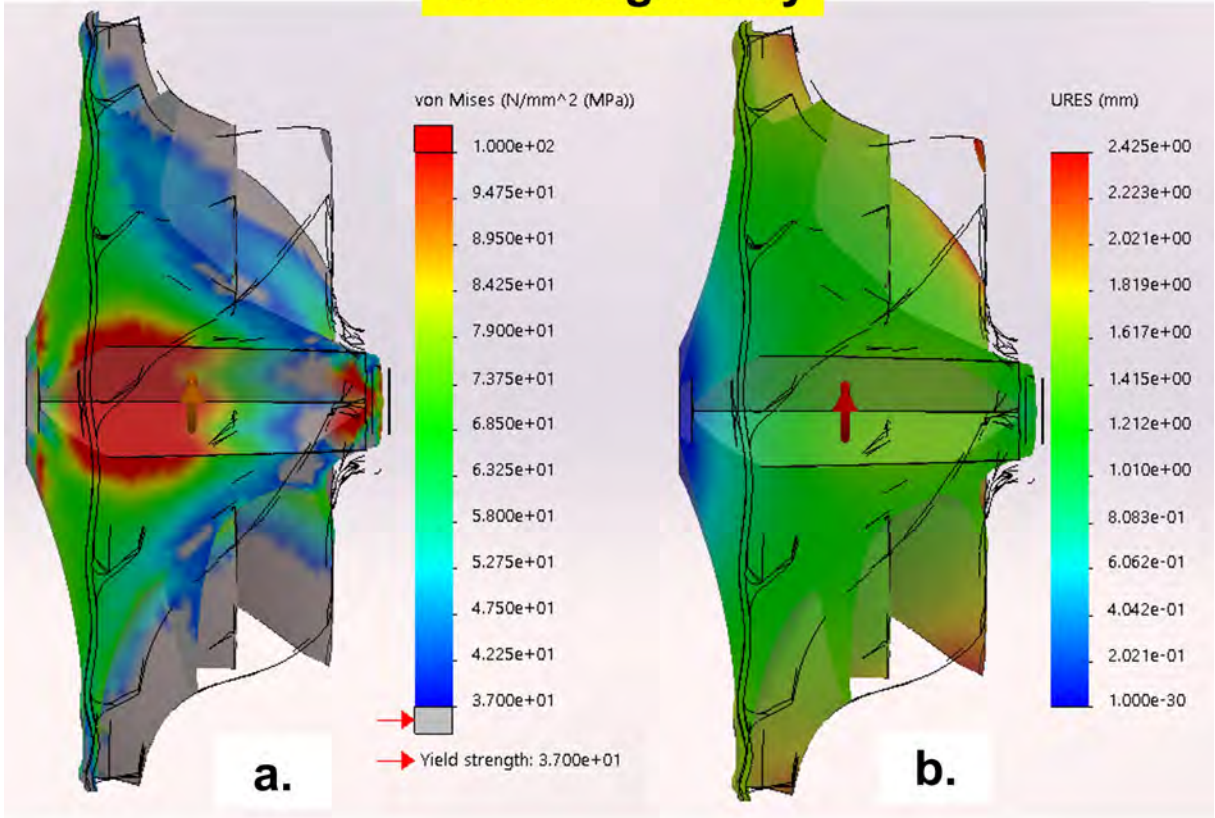 von Mises (N/mm^2 (MPa))
1.000e+02
9.475e+01
8.950e+01
8.425e+01
7.900e+01
7.375e+01
6.850e+01
6.325e+01
5.800e+01
5.275e+01
4.750e+01
4.225e+01
3.700e+01
Yield strength: 3.700e+01
a.
URES (mm)
2.425e+00
2.223e+00
2.021e+00
1.819e+00
1.617e+00
1.415e+00
1.212e+00
1.010e+00
8.083e-01
6.062e-01
4.042e-01
2.021e-01
1.000e-30
b.